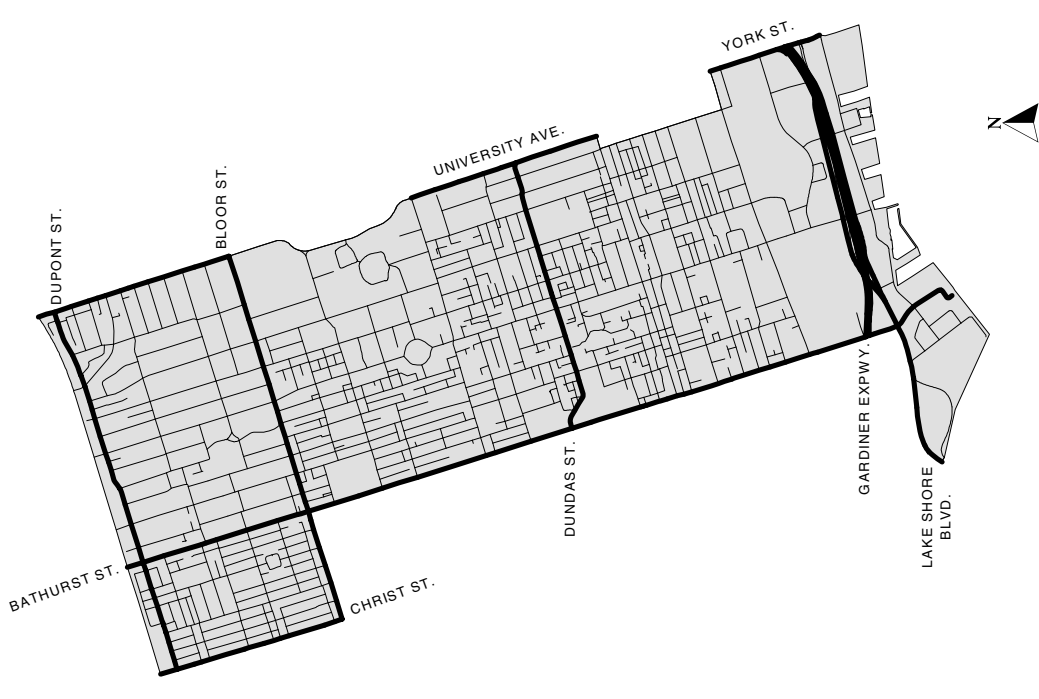 YORK ST.
UNIVERSITY AVE.
N
BLOOR ST.
DUPONT ST.
GARDINER EXPWY.
DUNDAS ST.
LAKE SHORE
BLVD.
BATHURST ST.
CHRIST ST.